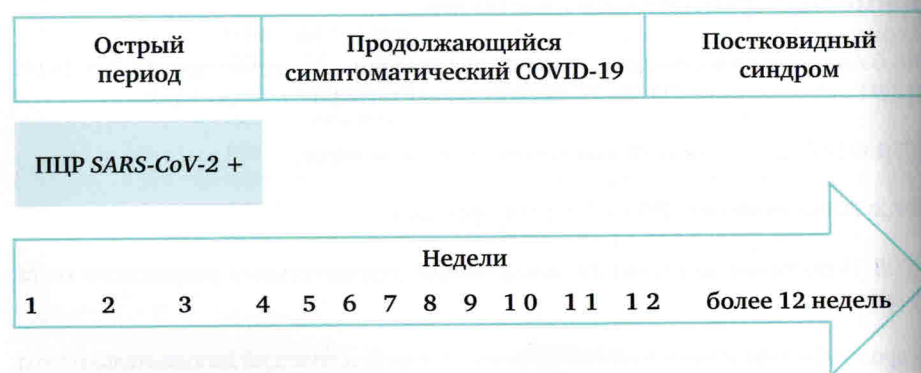 Острый
период
Продолжающийся
симптоматический COVID-19
Постковидный
синдром
ПЦР SARS-CoV-2 +
Недели
1 2 3 4 5 6 7 8 9 10 11 12 более 12 недель